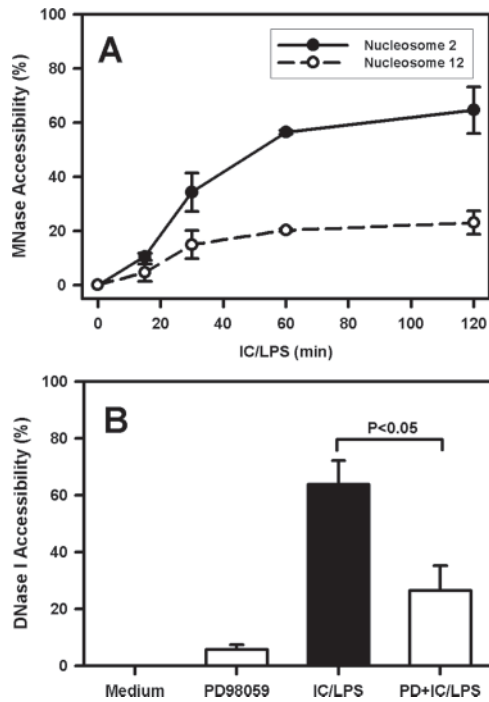 100
80
60
40
20
0
MNase Accessibility (%)
A
Nucleosome 2
Nucleosome 12
0 20 40 60 80 100 120
IC/LPS (min)
100
80
60
40
20
0
DNase I Accessibility (%)
B
P<0.05
Medium PD98059 IC/LPS PD+IC/LPS